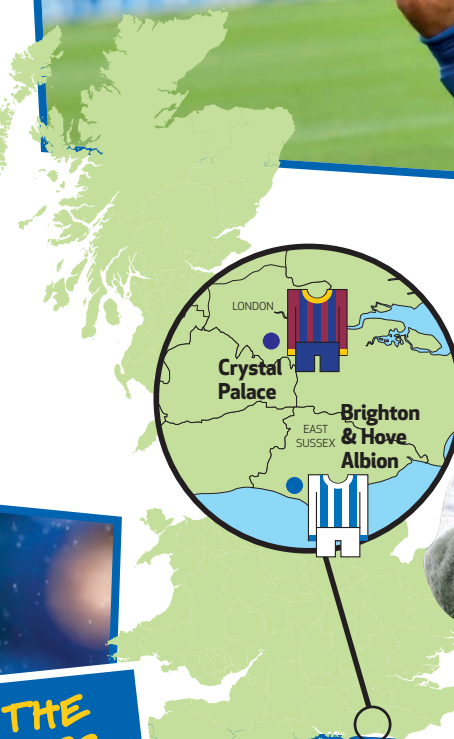 LONDON
Crystal
Palace
Brighton
& Hove
Albion
EAST
SUSSEX
THE